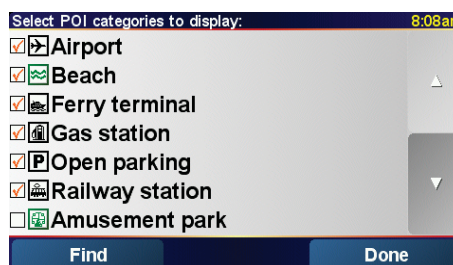 Select POI categories to display: 8:08a
Airport
Beach
Ferry terminal
Gas station
P Open parking
Railway station
Amusement park
Find Done